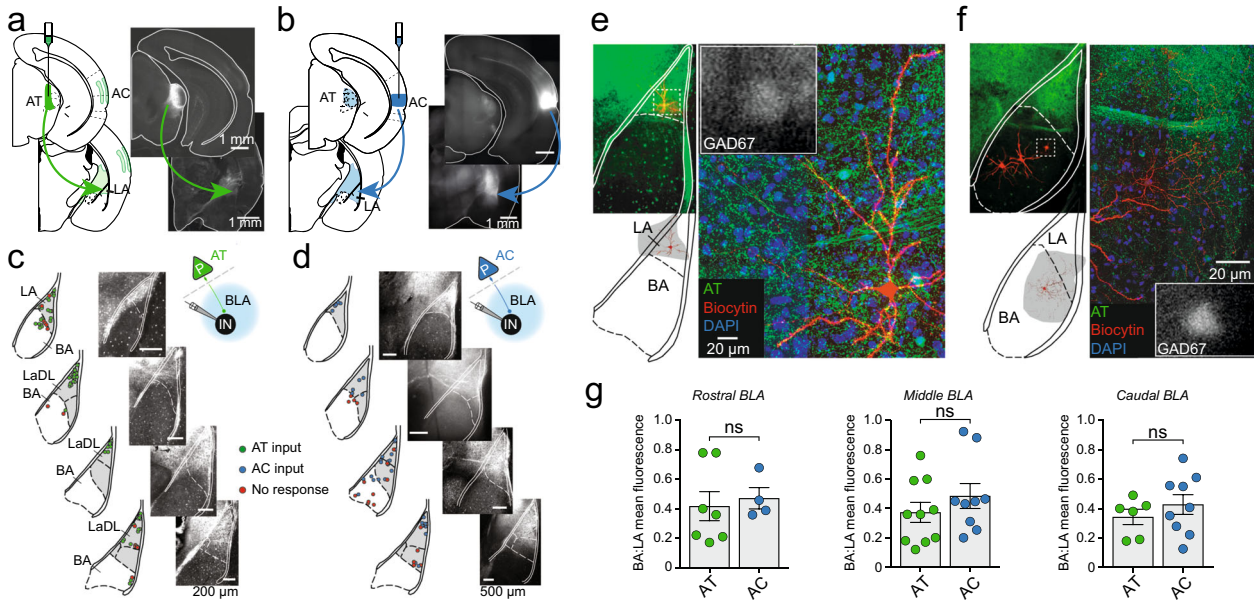 a
AT
AC
LA
1 mm
1 mm
b
AT
AC
LA
1 mm
c
LA
BA
LaDL
BA
LaDL
BA
LaDL
BA
P
AT
BLA
IN
AT input
AC input
No response
200 µm
d
P
AC
BLA
IN
500 µm
e
GAD67
LA
BA
AT
Biocytin
DAPI
20 µm
f
LA
BA
20 µm
AT
Biocytin
DAPI
GAD67
g
Rostral BLA
BA:LA mean fluorescence
1.0
0.8
0.6
0.4
0.2
0
ns
AT
AC
Middle BLA
BA:LA mean fluorescence
1.0
0.8
0.6
0.4
0.2
0
ns
AT
AC
Caudal BLA
BA:LA mean fluorescence
1.0
0.8
0.6
0.4
0.2
0
ns
AT
AC